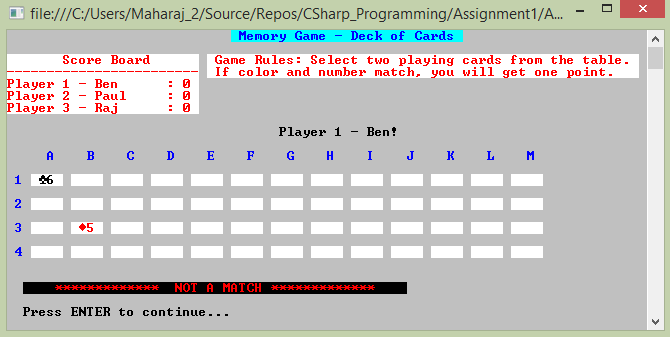 file:///C:/Users/Maharaj_2/Source/Repos/CSharp_Programming/Assignment1/A...
Memory Game - Deck of Cards
Score Board
Player 1 - Ben : 0
Player 2 - Paul : 0
Player 3 - Raj : 0
Game Rules: Select two playing cards from the table.
If color and number match, you will get one point.
Player 1 - Ben!
A B C D E F G H I J K L M
1 ♣6
2
3 ♦5
4
************* NOT A MATCH *************
Press ENTER to continue...